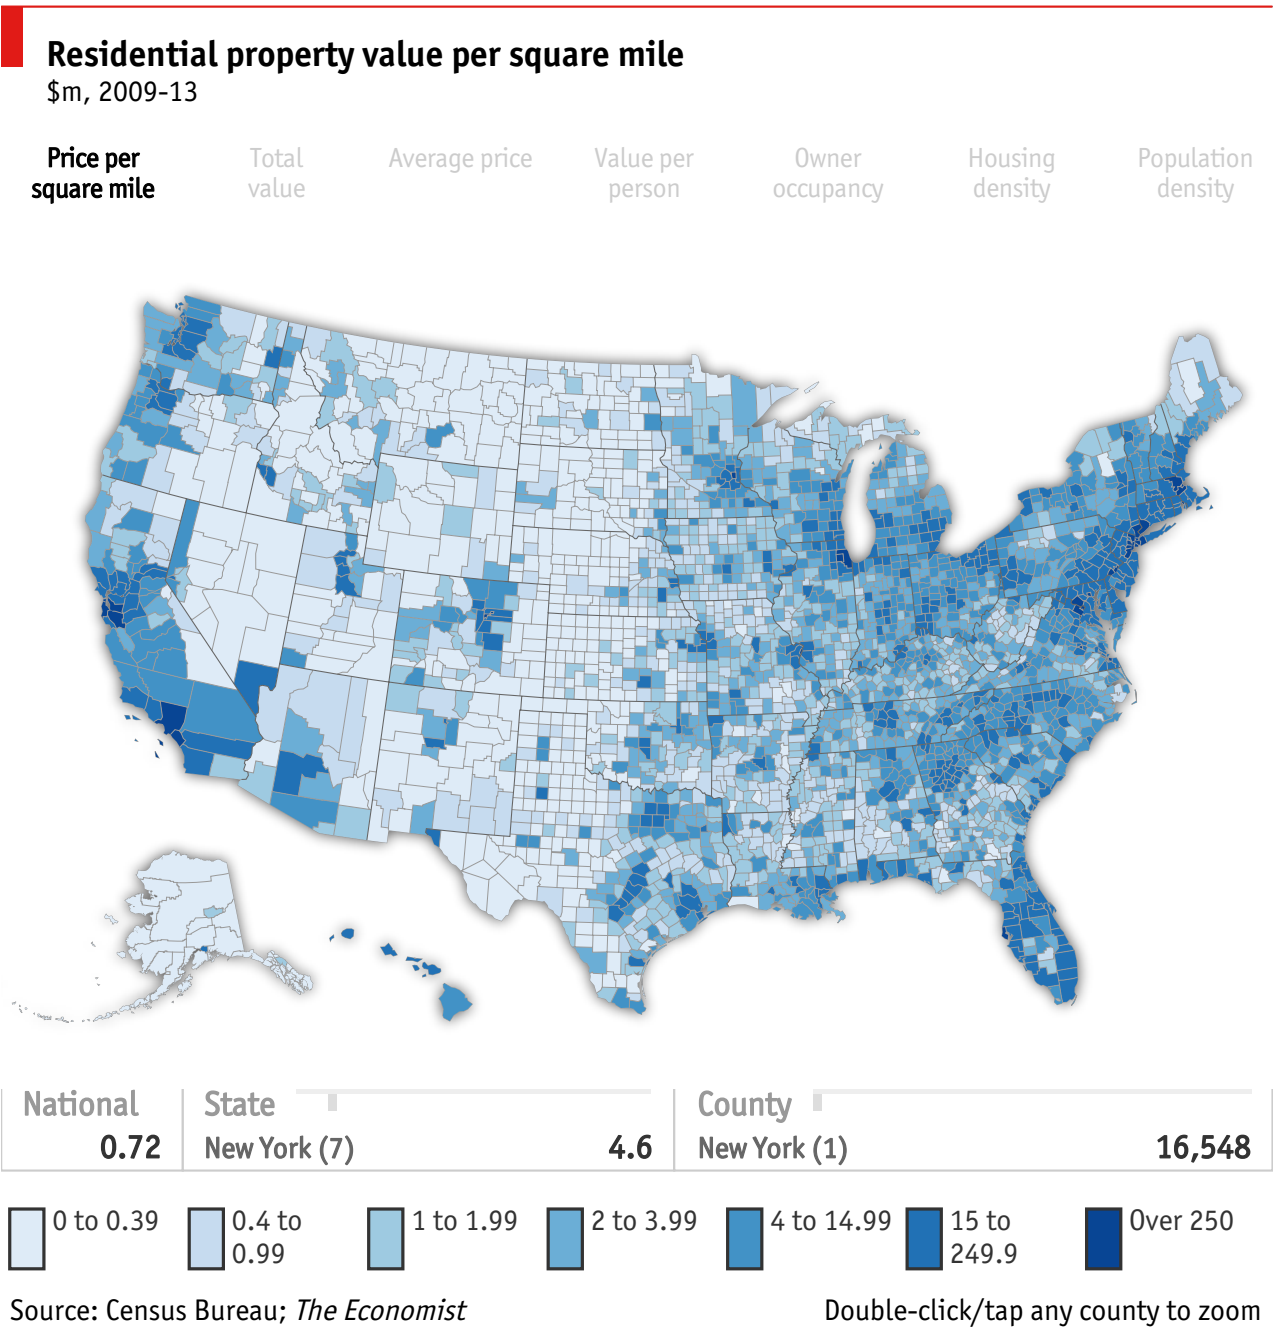 Residential property value per square mile
$m, 2009-13
Price per square mile
Total value
Average price
Value per person
Owner occupancy
Housing density
Population density
National
0.72
State
New York (7)
4.6
County
New York (1)
16,548
0 to 0.39
0.4 to 0.99
1 to 1.99
2 to 3.99
4 to 14.99
15 to 249.9
Over 250
Source: Census Bureau; The Economist
Double-click/tap any county to zoom